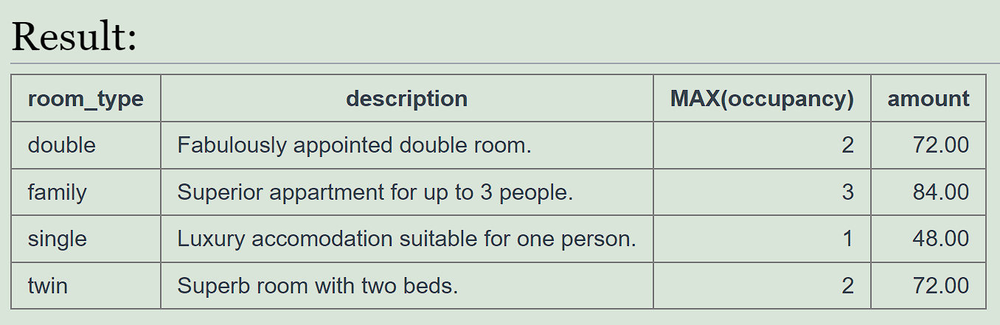 Result:
room_type description MAX(occupancy) amount
double Fabulously appointed double room. 2 72.00
family Superior appartment for up to 3 people. 3 84.00
single Luxury accomodation suitable for one person. 1 48.00
twin Superb room with two beds. 2 72.00